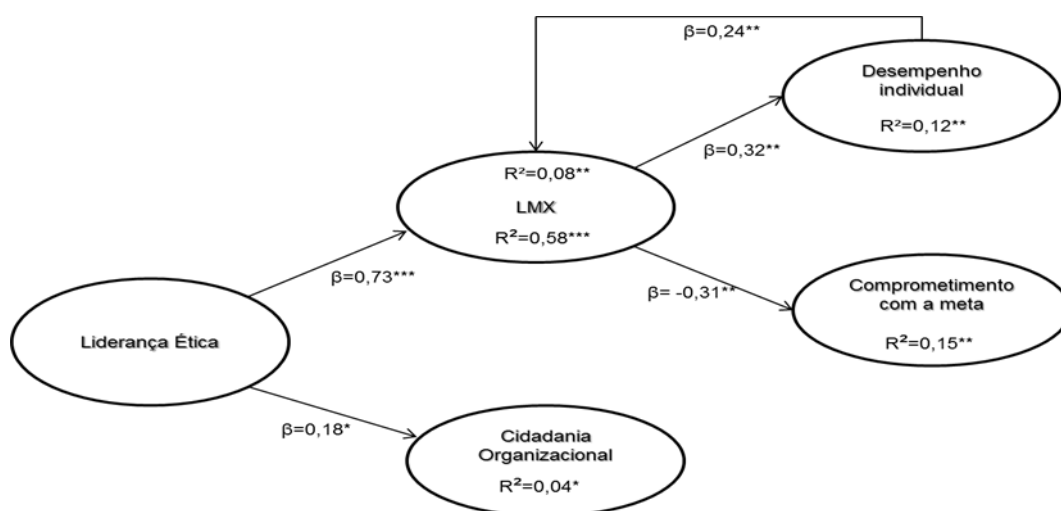 β=0,24**
Desempenho
individual
R²=0,12**
β=0,32**
R²=0,08**
LMX
R²=0,58***
β=0,73***
β= -0,31**
Comprometimento
com a meta
R²=0,15**
Liderança Ética
β=0,18*
Cidadania
Organizacional
R²=0,04*